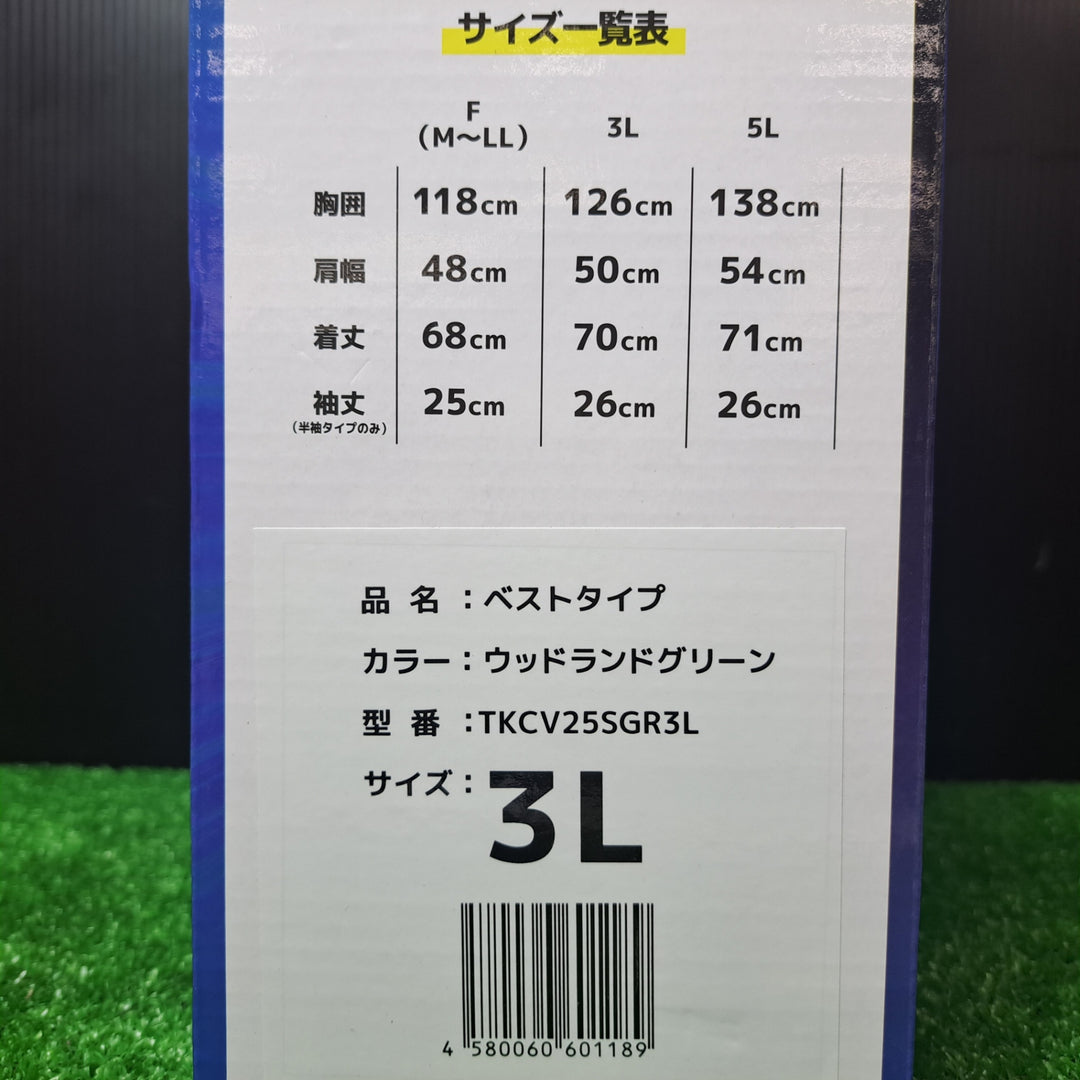 サイズ一覧表
F
（M〜LL） 3L 5L
胸囲 118cm 126cm 138cm
肩幅 48cm 50cm 54cm
着丈 68cm 70cm 71cm
袖丈 25cm 26cm 26cm
（半袖タイプのみ）
品名：ベストタイプ
カラー：ウッドランドグリーン
型番：TKCV25SGR3L
サイズ：3L
4 580060 601189